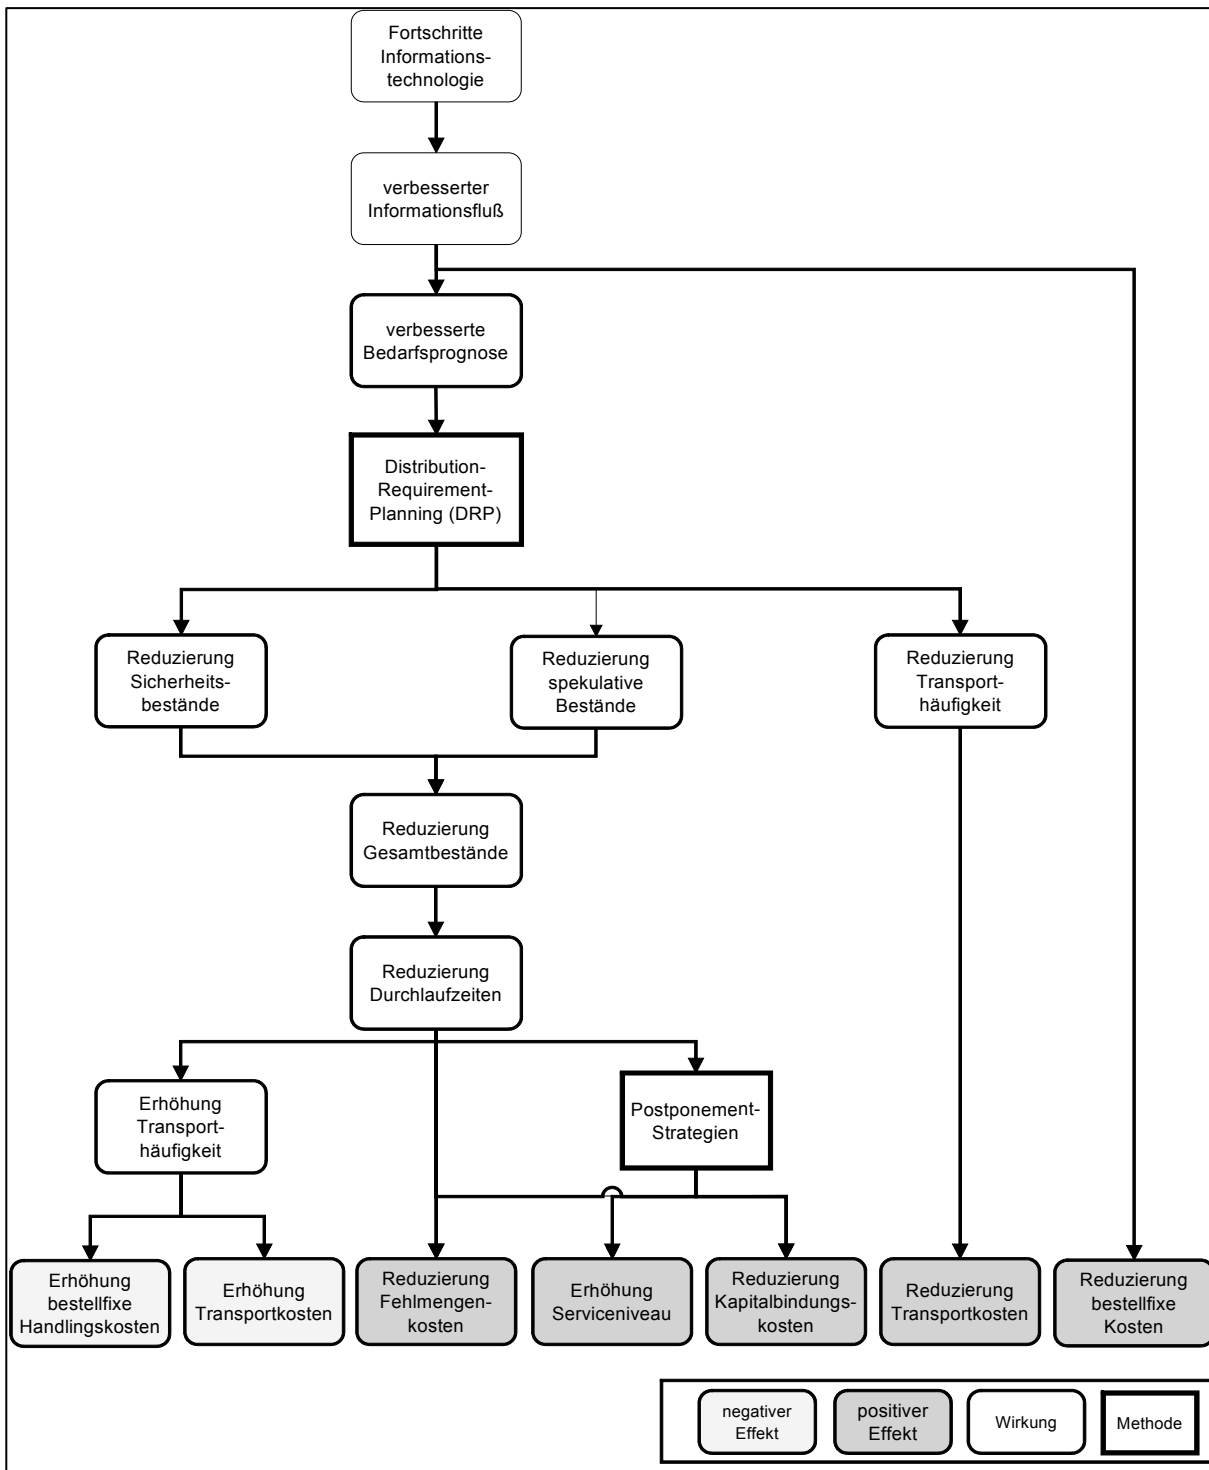 Fortschritte
Informations-
technologie
verbesserter
Informationsfluß
verbesserte
Bedarfsprognose
Distribution-
Requirement-
Planning (DRP)
Reduzierung
Sicherheits-
bestände
Reduzierung
spekulative
Bestände
Reduzierung
Transport-
häufigkeit
Reduzierung
Gesamtbestände
Reduzierung
Durchlaufzeiten
Erhöhung
Transport-
häufigkeit
Postponement-
Strategien
Erhöhung
bestellfixe
Handlingskosten
Erhöhung
Transportkosten
Reduzierung
Fehlmengen-
kosten
Erhöhung
Serviceniveau
Reduzierung
Kapitalbindungs-
kosten
Reduzierung
Transportkosten
Reduzierung
bestellfixe
Kosten
negativer
Effekt
positiver
Effekt
Wirkung
Methode